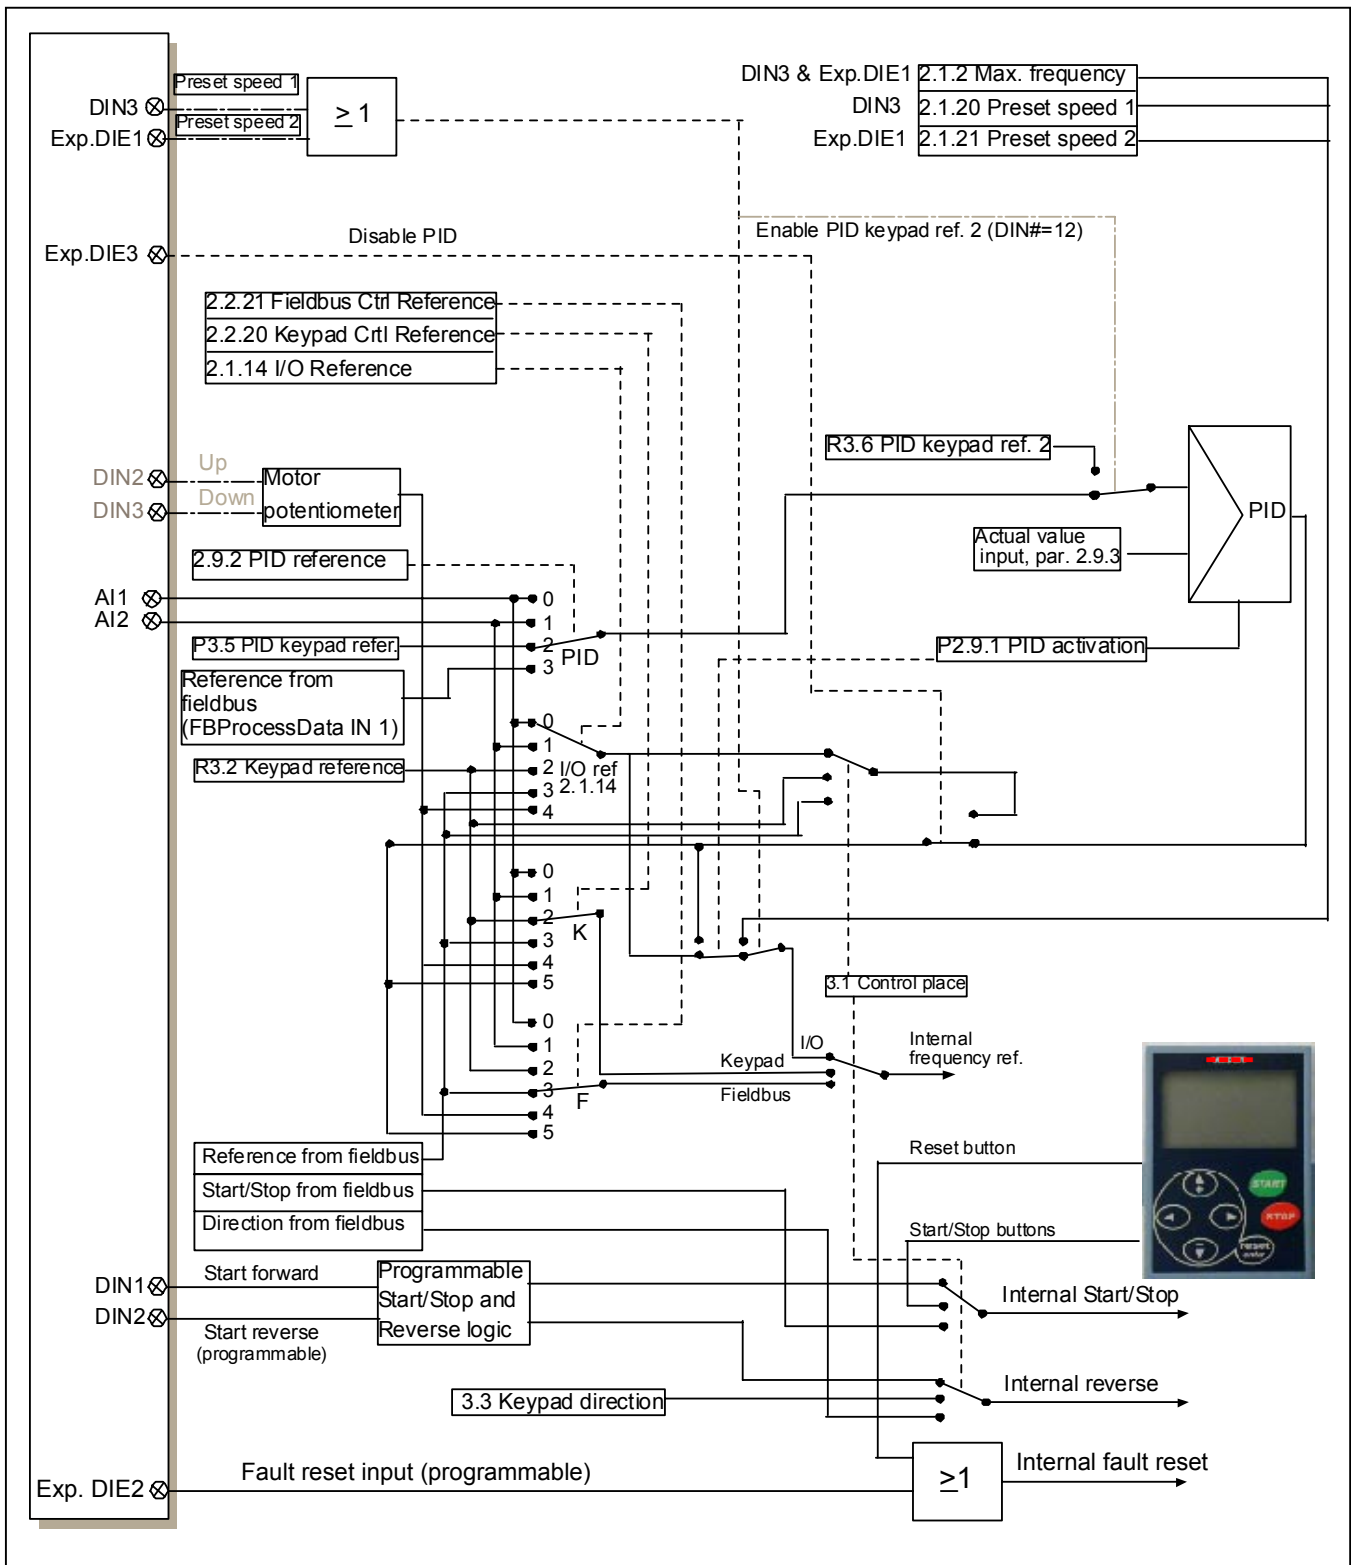 Preset speed 1
DIN3
Preset speed 2
Exp.DIE1
≥ 1
DIN3 & Exp.DIE1 2.1.2 Max. frequency
DIN3 2.1.20 Preset speed 1
Exp.DIE1 2.1.21 Preset speed 2
Enable PID keypad ref. 2 (DIN#=12)
Exp.DIE3
Disable PID
2.2.21 Fieldbus Ctrl Reference
2.2.20 Keypad Crtl Reference
2.1.14 I/O Reference
R3.6 PID keypad ref. 2
DIN2
Up
DIN3
Down
Motor
potentiometer
PID
Actual value
input, par. 2.9.3
2.9.2 PID reference
AI1
AI2
0
1
2
3
PID
P3.5 PID keypad refer.
P2.9.1 PID activation
Reference from
fieldbus
(FBProcessData IN 1)
R3.2 Keypad reference
0
1
2
3
4
I/O ref
2.1.14
0
1
2
3
4
5
K
3.1 Control place
0
1
2
3
4
5
F
I/O
Keypad
Fieldbus
Internal
frequency ref.
Reference from fieldbus
Start/Stop from fieldbus
Direction from fieldbus
Reset button
Start/Stop buttons
START
STOP
reset
enter
DIN1
Start forward
DIN2
Start reverse
(programmable)
Programmable
Start/Stop and
Reverse logic
Internal Start/Stop
3.3 Keypad direction
Internal reverse
Exp. DIE2
Fault reset input (programmable)
≥1
Internal fault reset